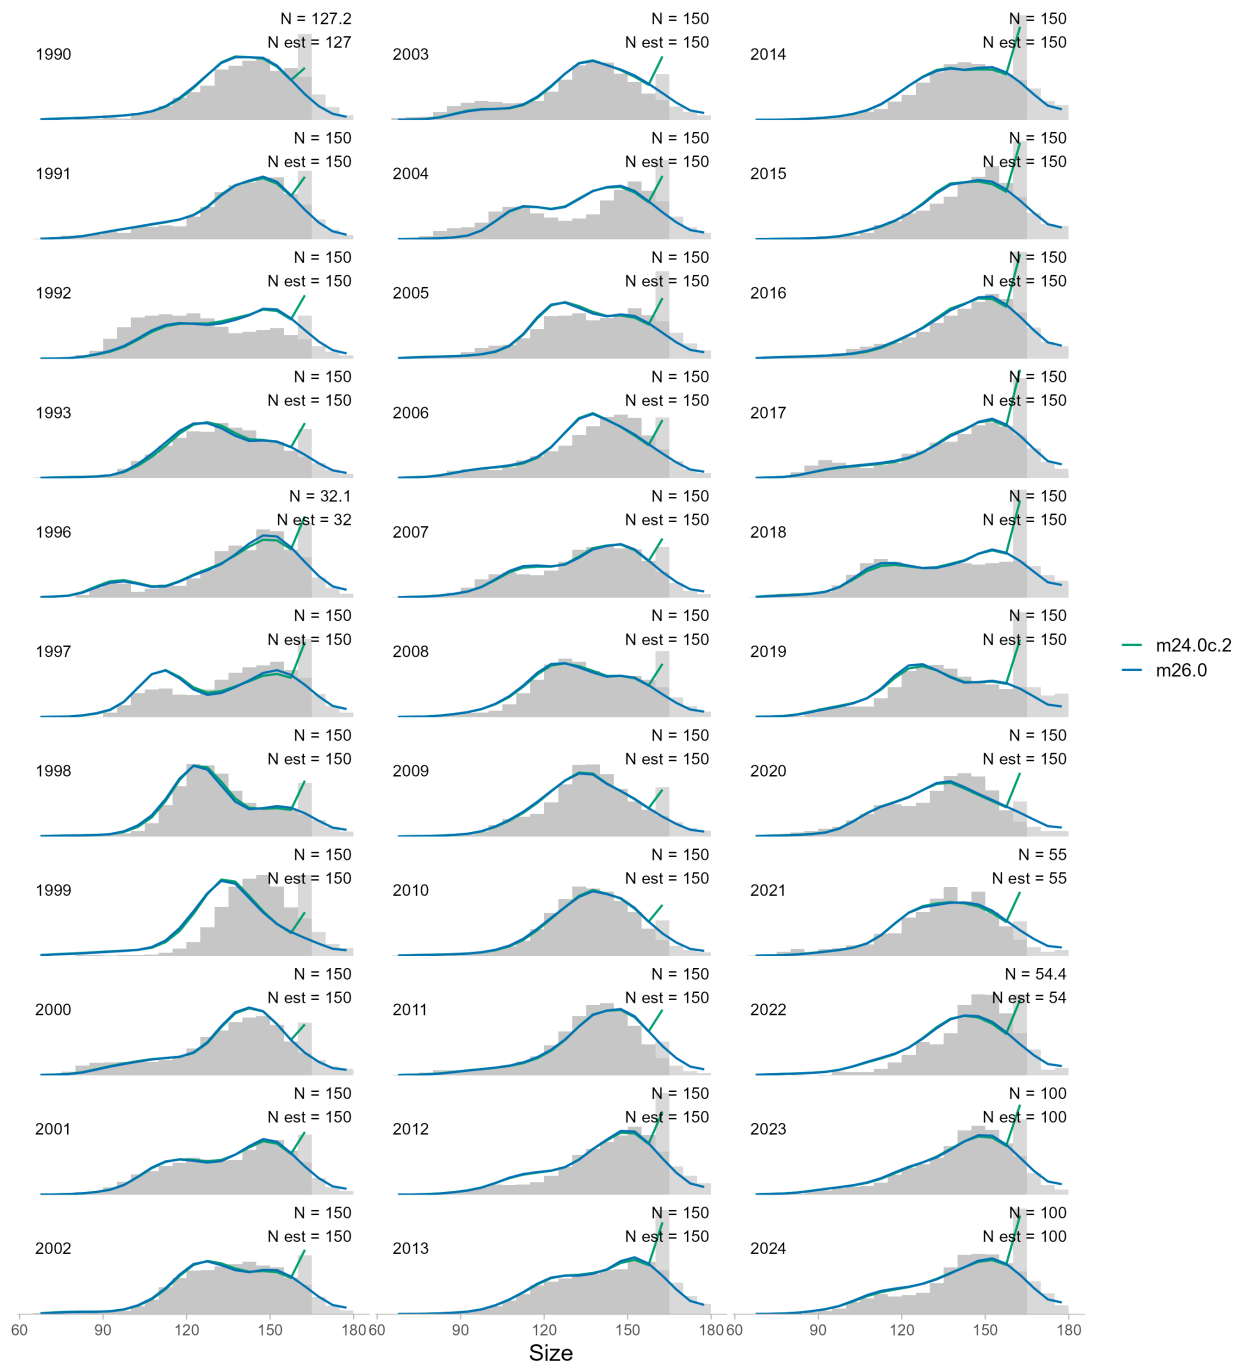 1990
N = 127.2
N est = 127
1991
N = 150
N est = 150
1992
N = 150
N est = 150
1993
N = 150
N est = 150
1996
N = 32.1
N est = 32
1997
N = 150
N est = 150
1998
N = 150
N est = 150
1999
N = 150
N est = 150
2000
N = 150
N est = 150
2001
N = 150
N est = 150
2002
N = 150
N est = 150
2003
N = 150
N est = 150
2004
N = 150
N est = 150
2005
N = 150
N est = 150
2006
N = 150
N est = 150
2007
N = 150
N est = 150
2008
N = 150
N est = 150
2009
N = 150
N est = 150
2010
N = 150
N est = 150
2011
N = 150
N est = 150
2012
N = 150
N est = 150
2013
N = 150
N est = 150
2014
N = 150
N est = 150
2015
N = 150
N est = 150
2016
N = 150
N est = 150
2017
N = 150
N est = 150
2018
N = 150
N est = 150
2019
N = 150
N est = 150
2020
N = 150
N est = 150
2021
N = 55
N est = 55
2022
N = 54.4
N est = 54
2023
N = 100
N est = 100
2024
N = 100
N est = 100
60 90 120 150 180 60 90 120 150 180 60 90 120 150 180
Size
m24.0c.2
m26.0